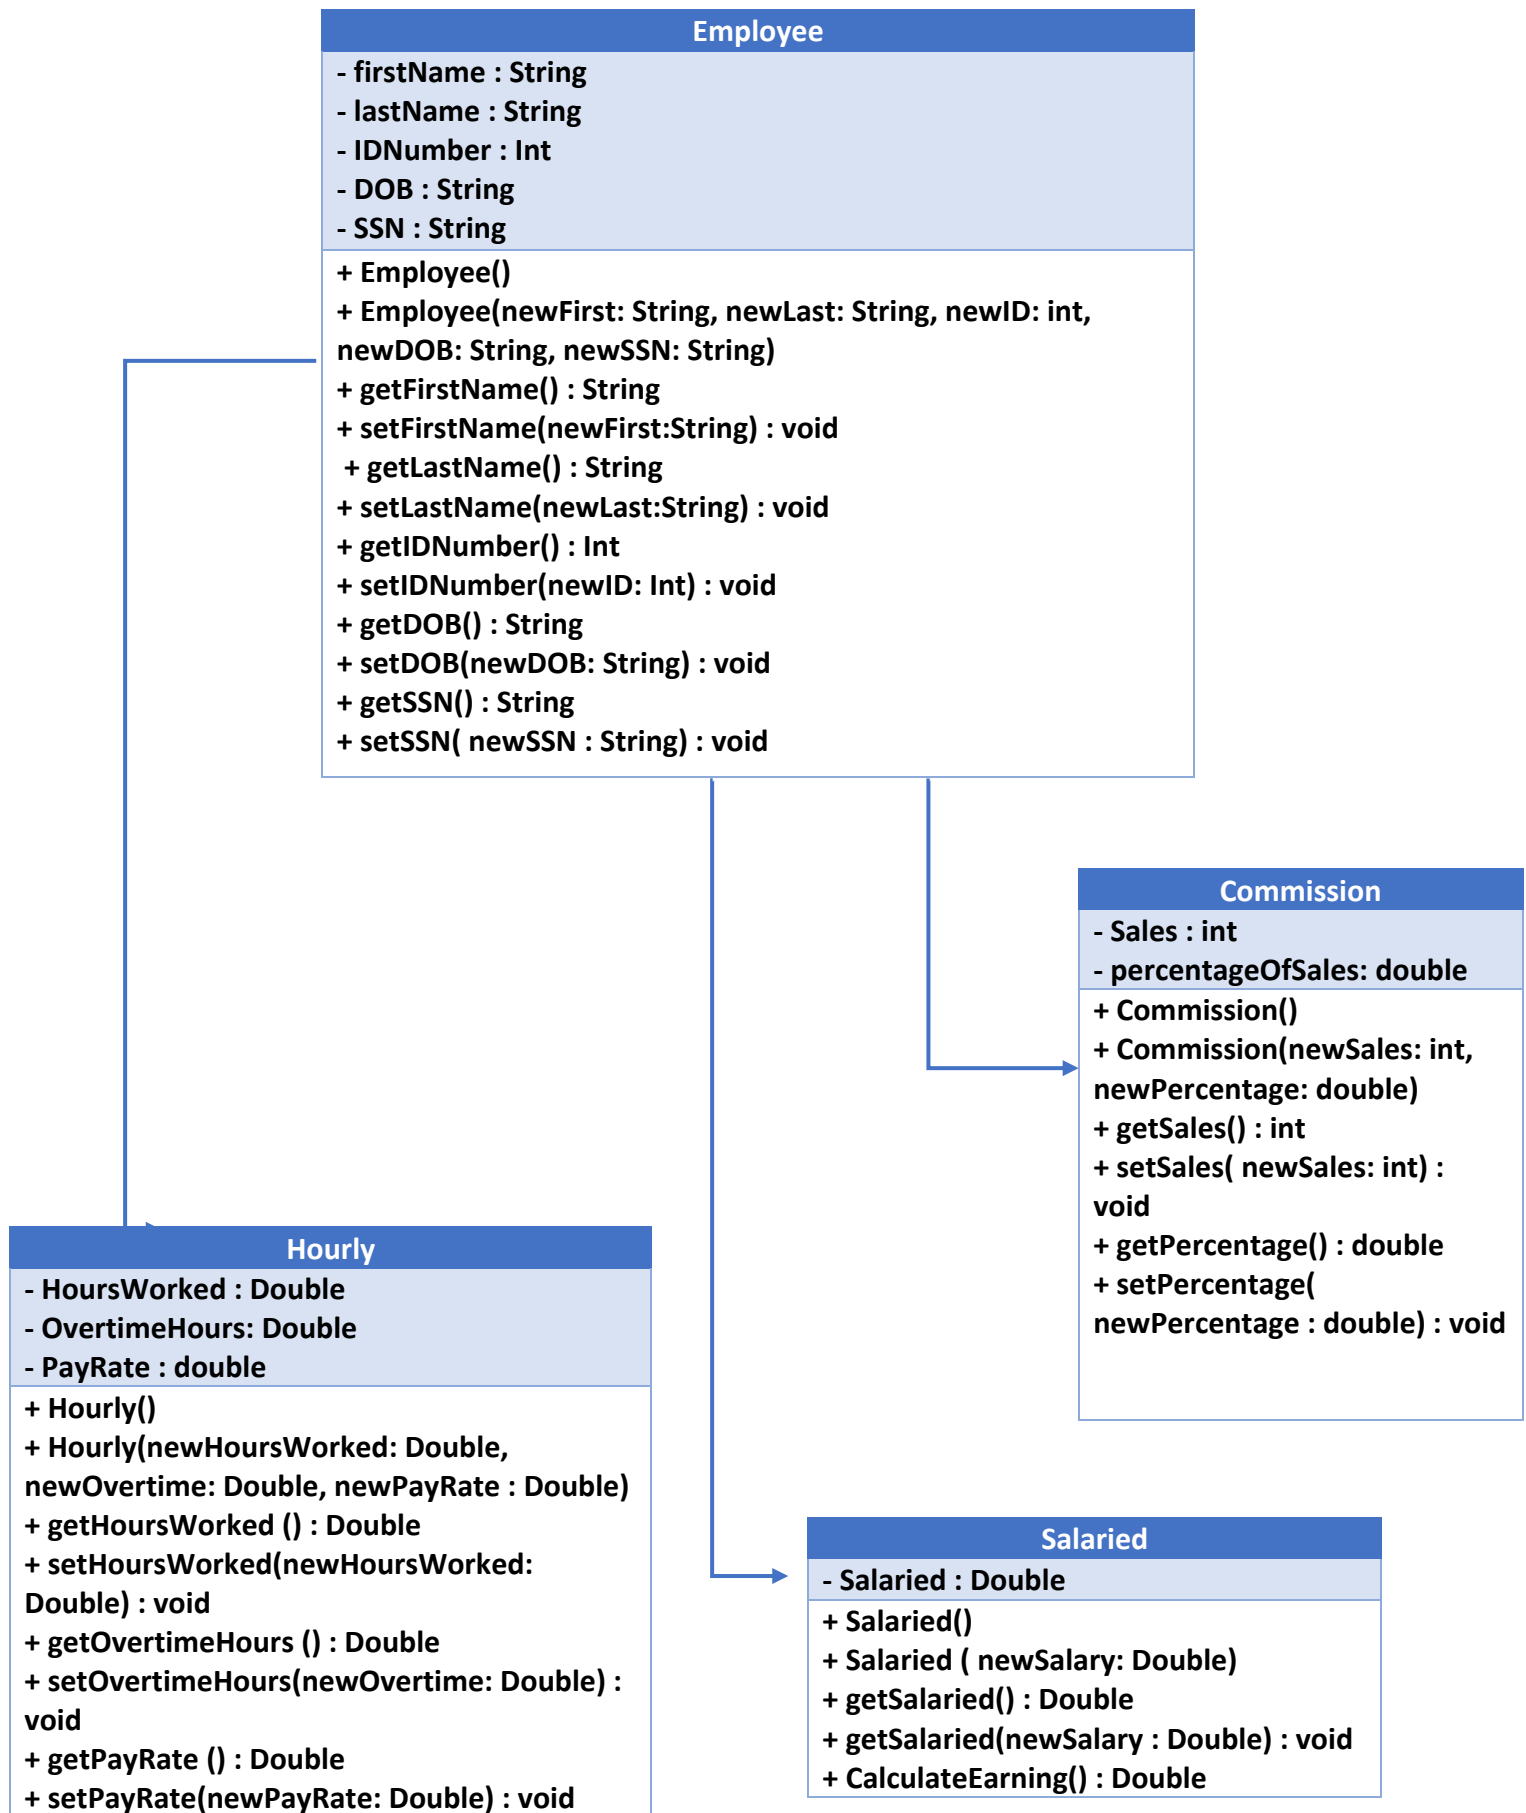 Employee
- firstName : String
- lastName : String
- IDNumber : Int
- DOB : String
- SSN : String
+ Employee()
+ Employee(newFirst: String, newLast: String, newID: int,
newDOB: String, newSSN: String)
+ getFirstName() : String
+ setFirstName(newFirst:String) : void
+ getLastName() : String
+ setLastName(newLast:String) : void
+ getIDNumber() : Int
+ setIDNumber(newID: Int) : void
+ getDOB() : String
+ setDOB(newDOB: String) : void
+ getSSN() : String
+ setSSN( newSSN : String) : void
Commission
- Sales : int
- percentageOfSales: double
+ Commission()
+ Commission(newSales: int,
newPercentage: double)
+ getSales() : int
+ setSales( newSales: int) :
void
+ getPercentage() : double
+ setPercentage(
newPercentage : double) : void
Hourly
- HoursWorked : Double
- OvertimeHours: Double
- PayRate : double
+ Hourly()
+ Hourly(newHoursWorked: Double,
newOvertime: Double, newPayRate : Double)
+ getHoursWorked () : Double
+ setHoursWorked(newHoursWorked:
Double) : void
+ getOvertimeHours () : Double
+ setOvertimeHours(newOvertime: Double) :
void
+ getPayRate () : Double
+ setPayRate(newPayRate: Double) : void
Salaried
- Salaried : Double
+ Salaried()
+ Salaried ( newSalary: Double)
+ getSalaried() : Double
+ getSalaried(newSalary : Double) : void
+ CalculateEarning() : Double